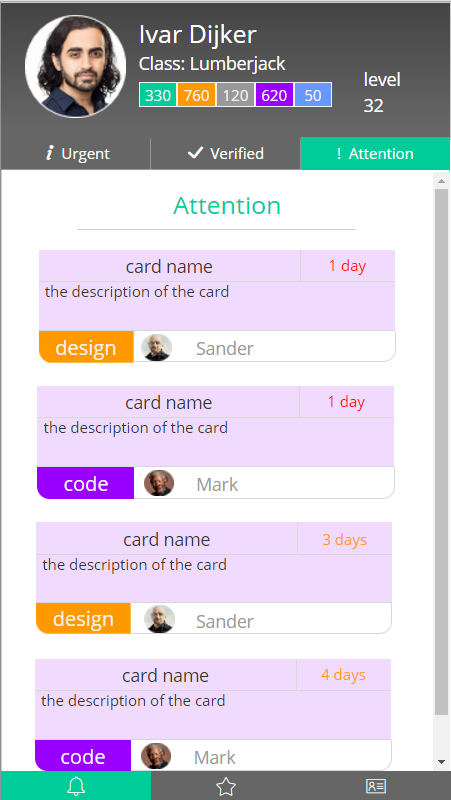 Ivar Dijker
Class: Lumberjack
330 760 120 620 50
level
32
i Urgent
Verified
! Attention
Attention
card name 1 day
the description of the card
design Sander
card name 1 day
the description of the card
code Mark
card name 3 days
the description of the card
design Sander
card name 4 days
the description of the card
code Mark